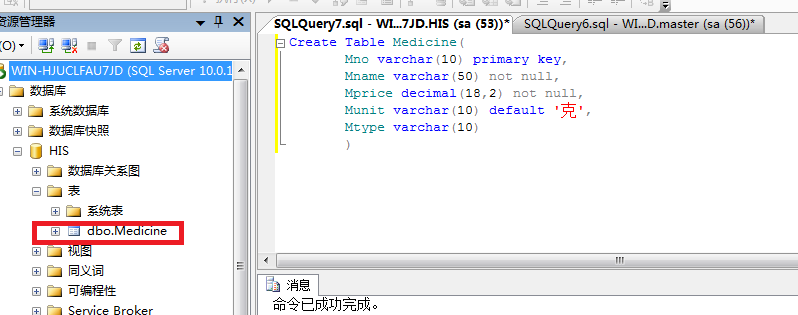 资源管理器
(O)
WIN-HJUCLFAU7JD (SQL Server 10.0.1
数据库
系统数据库
数据库快照
HIS
数据库关系图
表
系统表
dbo.Medicine
视图
同义词
可编程性
Service Broker
SQLQuery7.sql - WI...7JD.HIS (sa (53))* SQLQuery6.sql - WI...D.master (sa (56))*
Create Table Medicine(
Mno varchar(10) primary key,
Mname varchar(50) not null,
Mprice decimal(18,2) not null,
Munit varchar(10) default '克',
Mtype varchar(10)
)
消息
命令已成功完成。